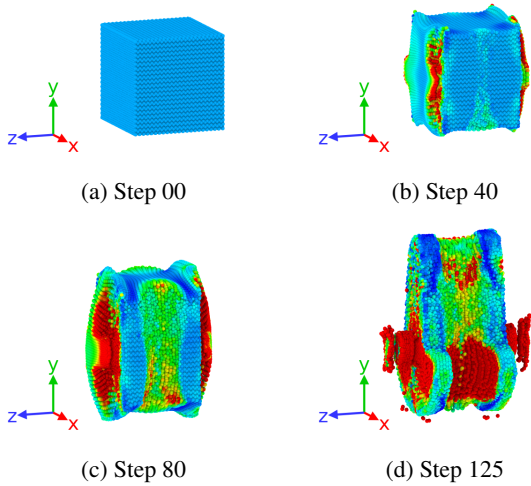 y
z
x
(a) Step 00
y
z
x
(b) Step 40
y
z
x
(c) Step 80
y
z
x
(d) Step 125